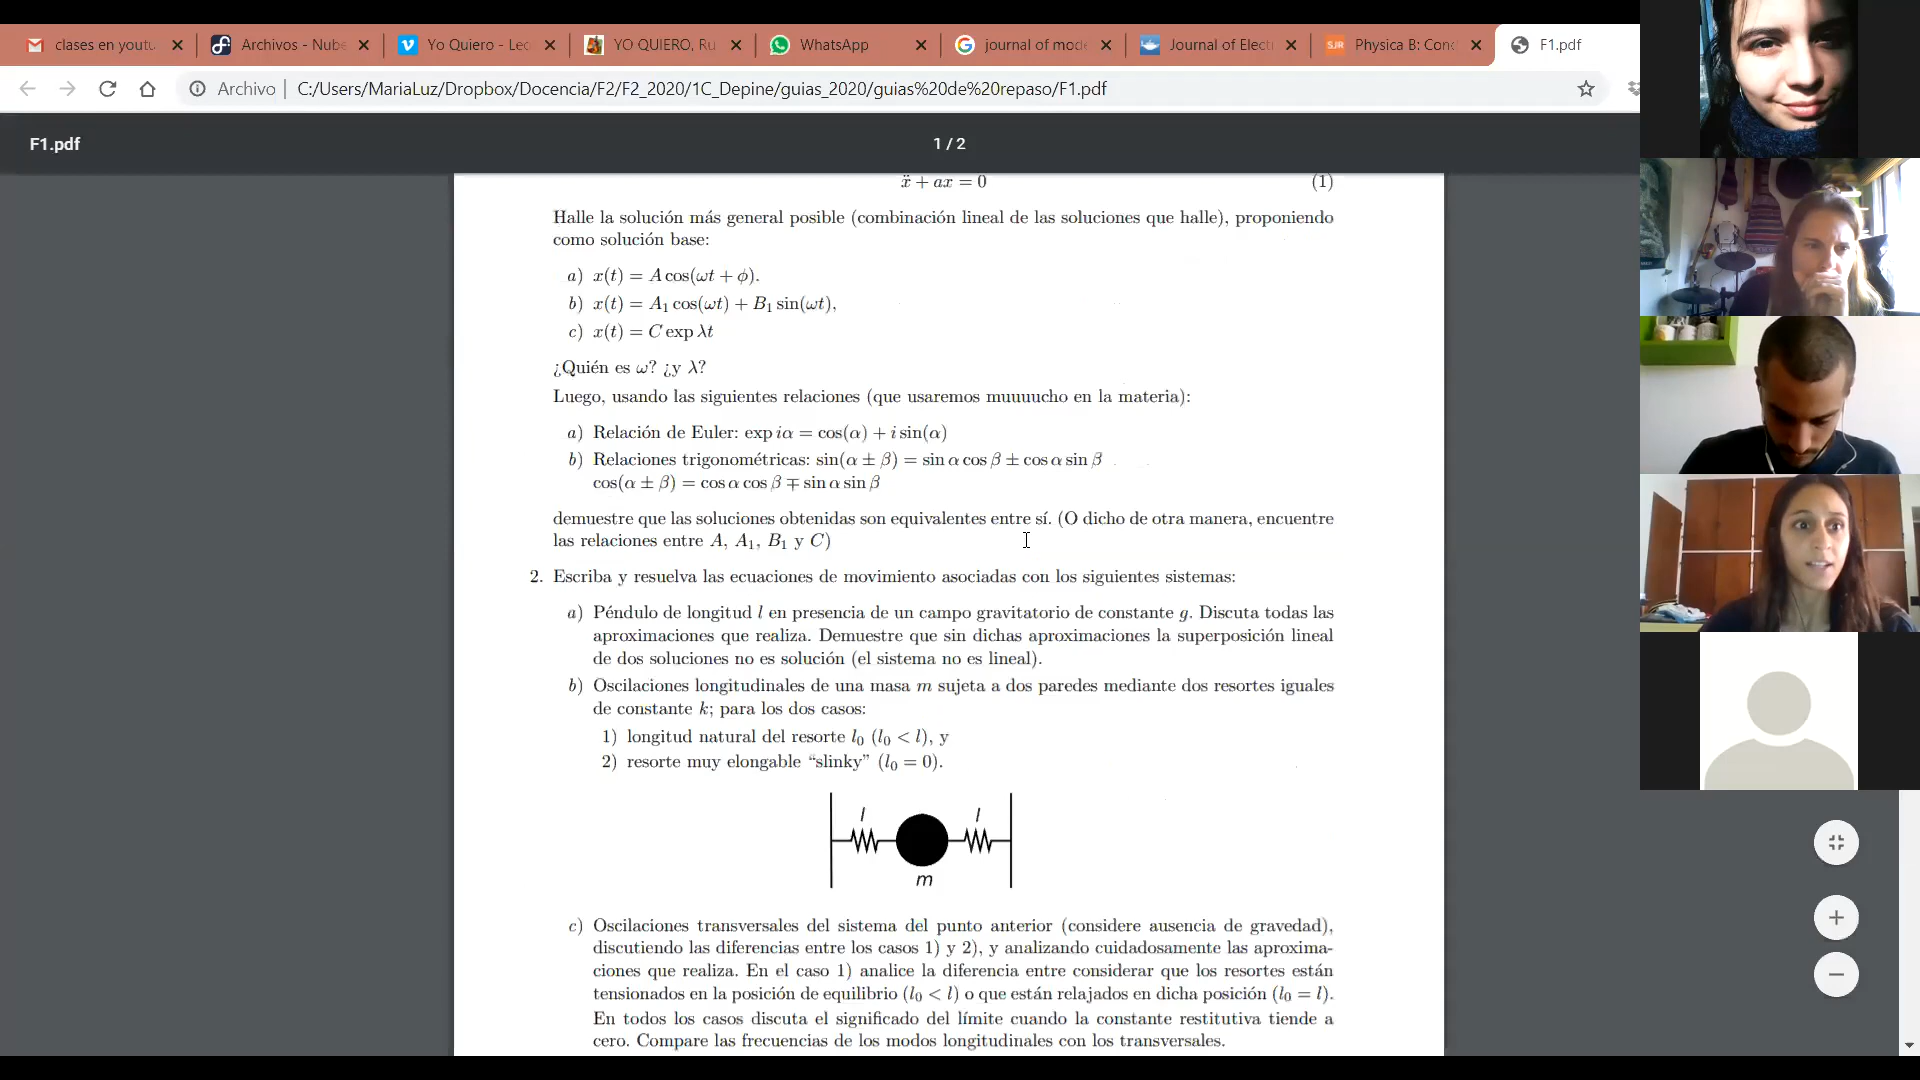 clases en youtu
Archivos - Nube
Yo Quiero - Lec
YO QUIERO, Ru
WhatsApp
journal of mode
Journal of Electr
SJR
Physica B: Conc
F1.pdf
Archivo | C:/Users/MariaLuz/Dropbox/Docencia/F2/F2_2020/1C_Depine/guias_2020/guias%20de%20repaso/F1.pdf
F1.pdf
1 / 2
ẍ + ax = 0 (1)
Halle la solución más general posible (combinación lineal de las soluciones que halle), proponiendo
como solución base:
a) x(t) = A cos(ωt + ϕ).
b) x(t) = A₁ cos(ωt) + B₁ sin(ωt),
c) x(t) = C exp λt
¿Quién es ω? ¿y λ?
Luego, usando las siguientes relaciones (que usaremos muuuucho en la materia):
a) Relación de Euler: exp iα = cos(α) + i sin(α)
b) Relaciones trigonométricas: sin(α ± β) = sin α cos β ± cos α sin β
cos(α ± β) = cos α cos β ∓ sin α sin β
demuestre que las soluciones obtenidas son equivalentes entre sí. (O dicho de otra manera, encuentre
las relaciones entre A, A₁, B₁ y C)
2. Escriba y resuelva las ecuaciones de movimiento asociadas con los siguientes sistemas:
a) Péndulo de longitud l en presencia de un campo gravitatorio de constante g. Discuta todas las
aproximaciones que realiza. Demuestre que sin dichas aproximaciones la superposición lineal
de dos soluciones no es solución (el sistema no es lineal).
b) Oscilaciones longitudinales de una masa m sujeta a dos paredes mediante dos resortes iguales
de constante k; para los dos casos:
1) longitud natural del resorte l₀ (l₀ < l), y
2) resorte muy elongable “slinky” (l₀ = 0).
l l
m
c) Oscilaciones transversales del sistema del punto anterior (considere ausencia de gravedad),
discutiendo las diferencias entre los casos 1) y 2), y analizando cuidadosamente las aproxima-
ciones que realiza. En el caso 1) analice la diferencia entre considerar que los resortes están
tensionados en la posición de equilibrio (l₀ < l) o que están relajados en dicha posición (l₀ = l).
En todos los casos discuta el significado del límite cuando la constante restitutiva tiende a
cero. Compare las frecuencias de los modos longitudinales con los transversales.